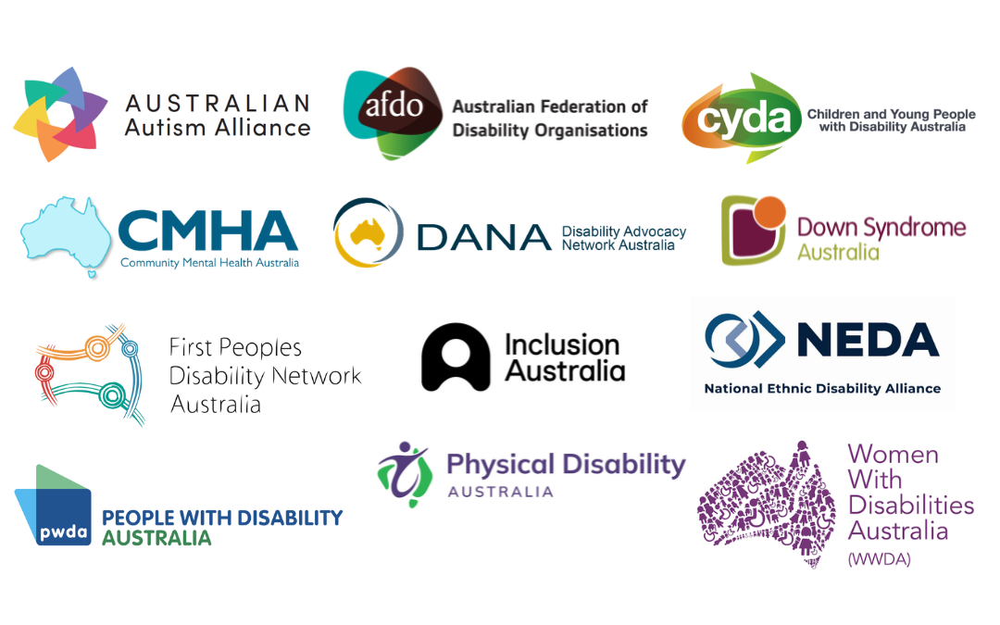 AUSTRALIAN
Autism Alliance
afdo
Australian Federation of
Disability Organisations
cyda
Children and Young People
with Disability Australia
CMHA
Community Mental Health Australia
DANA
Disability Advocacy
Network Australia
Down Syndrome
Australia
First Peoples
Disability Network
Australia
Inclusion
Australia
NEDA
National Ethnic Disability Alliance
pwda
PEOPLE WITH DISABILITY
AUSTRALIA
Physical Disability
AUSTRALIA
Women
With
Disabilities
Australia
(WWDA)